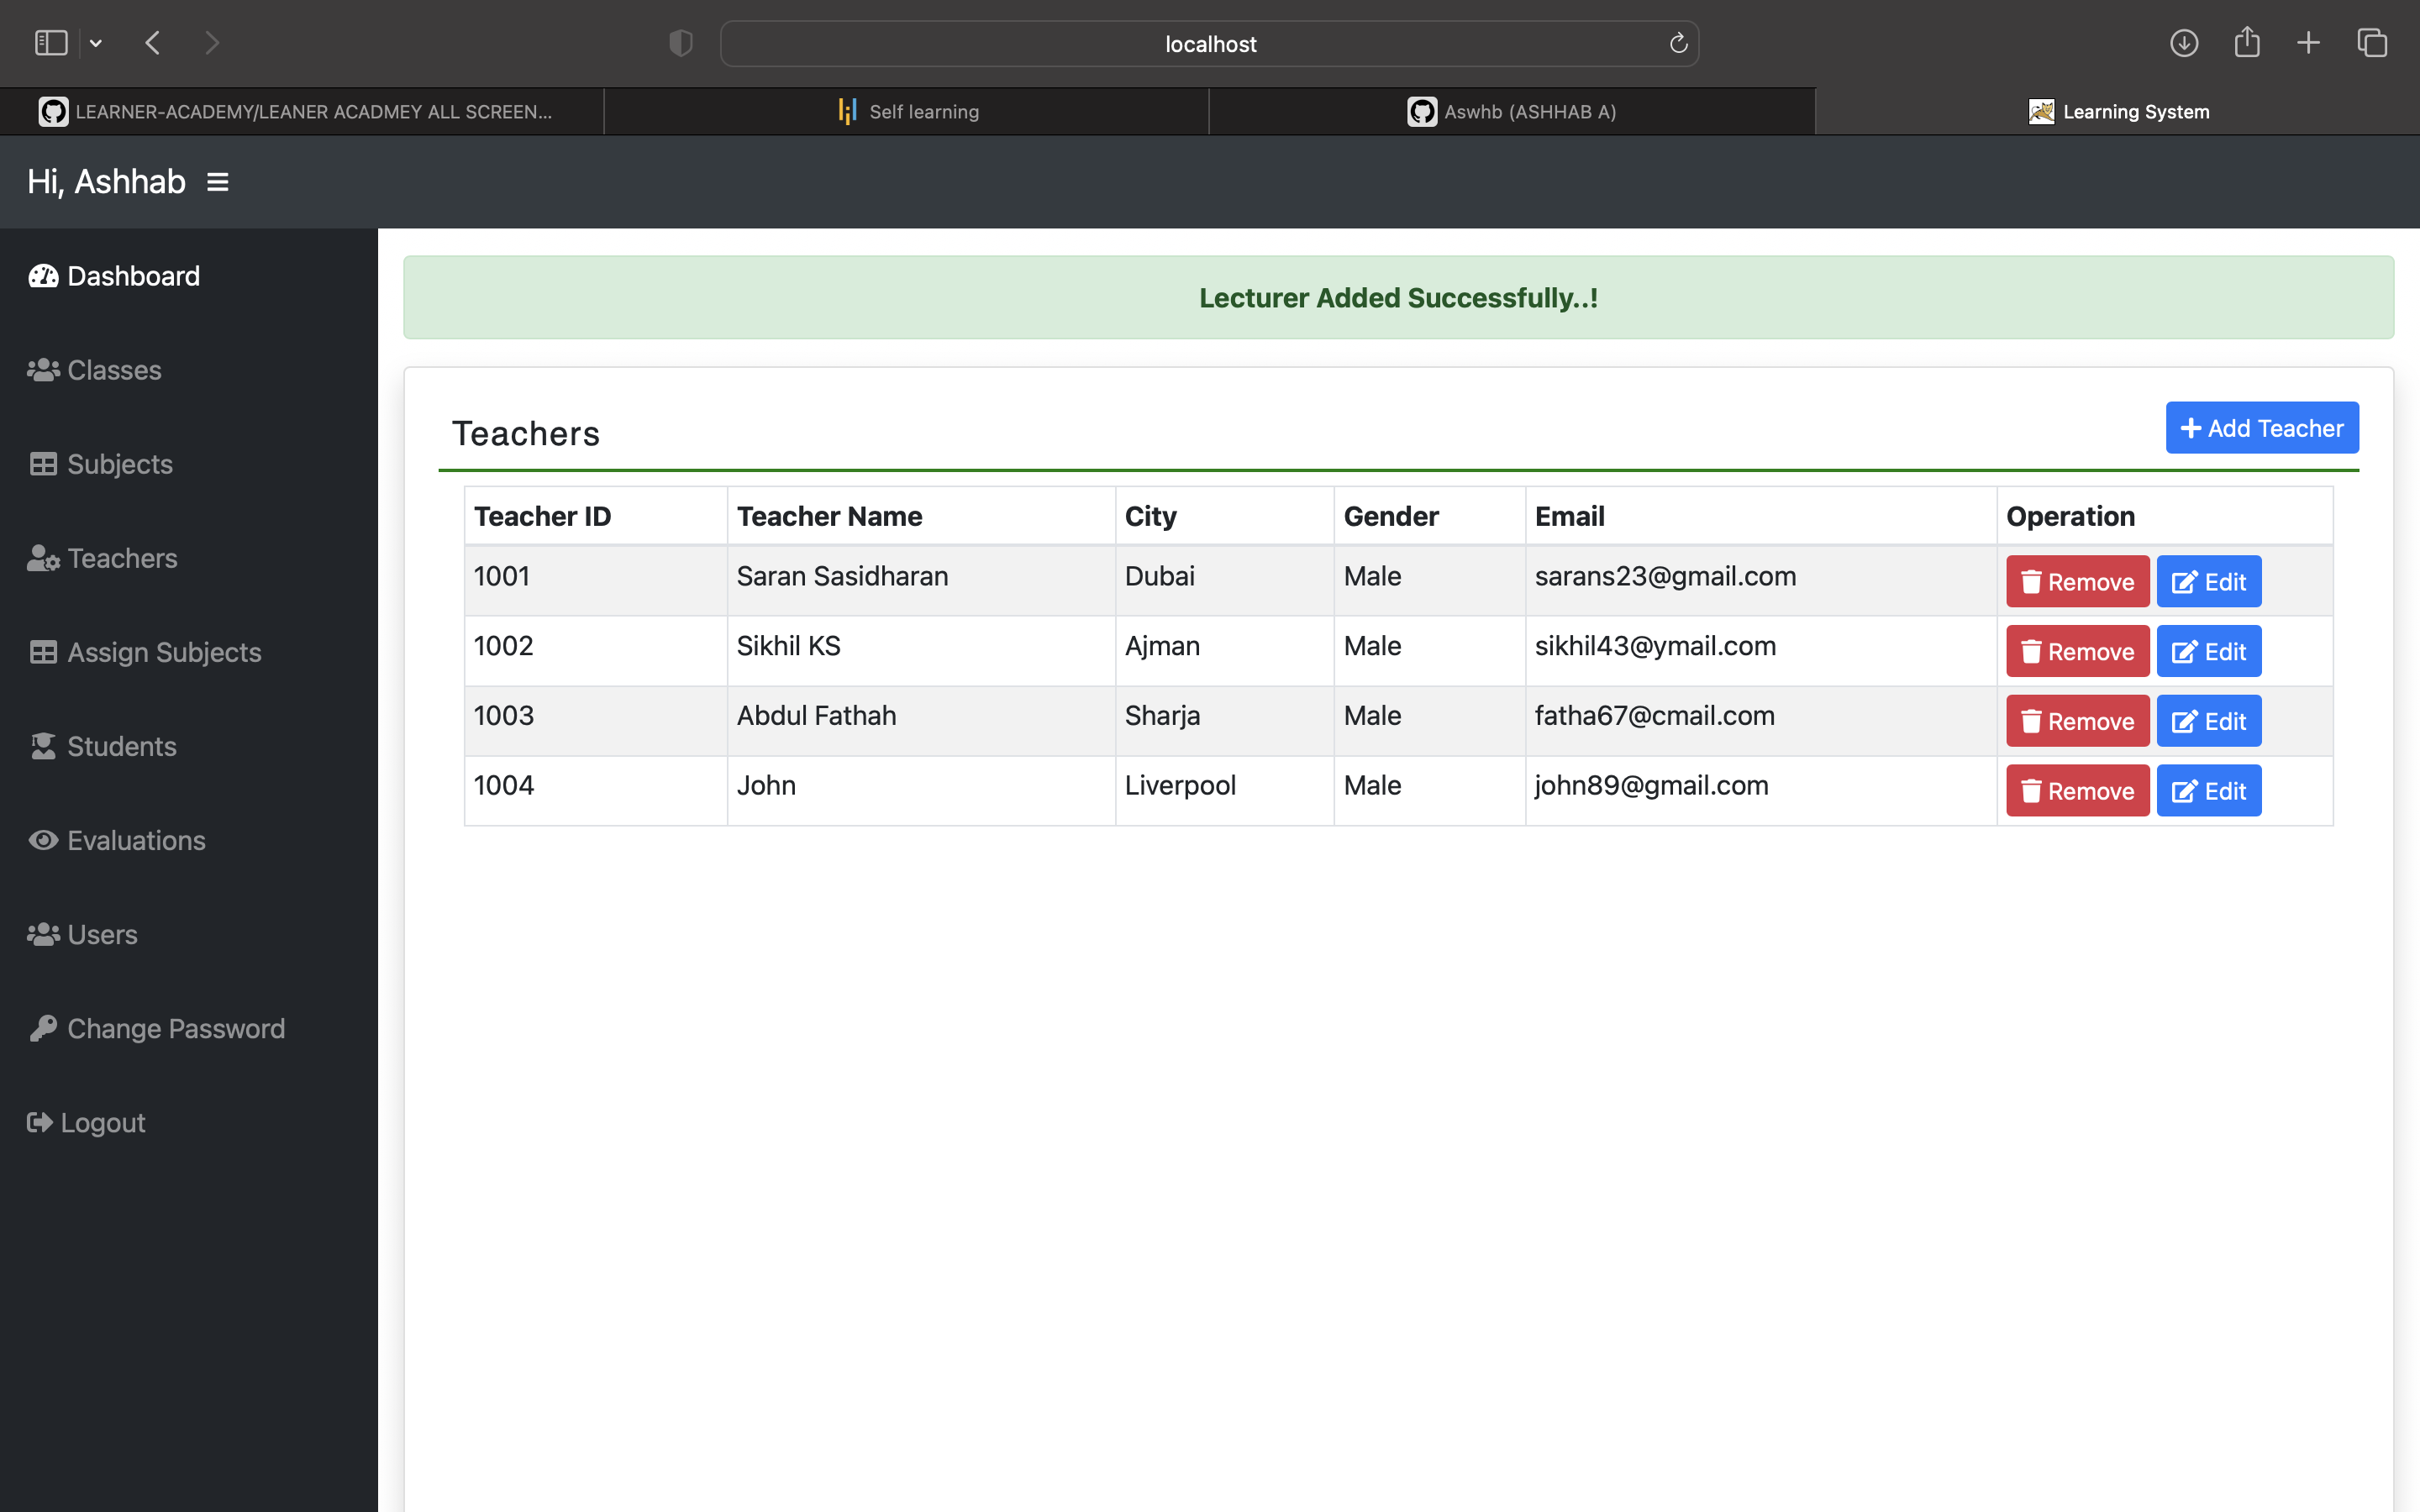 localhost
LEARNER-ACADEMY/LEANER ACADMEY ALL SCREEN...
Self learning
Aswhb (ASHHAB A)
Learning System
Hi, Ashhab
Dashboard
Classes
Subjects
Teachers
Assign Subjects
Students
Evaluations
Users
Change Password
Logout
Lecturer Added Successfully..!
Teachers
Add Teacher
Teacher ID Teacher Name City Gender Email Operation
1001 Saran Sasidharan Dubai Male sarans23@gmail.com Remove Edit
1002 Sikhil KS Ajman Male sikhil43@ymail.com Remove Edit
1003 Abdul Fathah Sharja Male fatha67@cmail.com Remove Edit
1004 John Liverpool Male john89@gmail.com Remove Edit